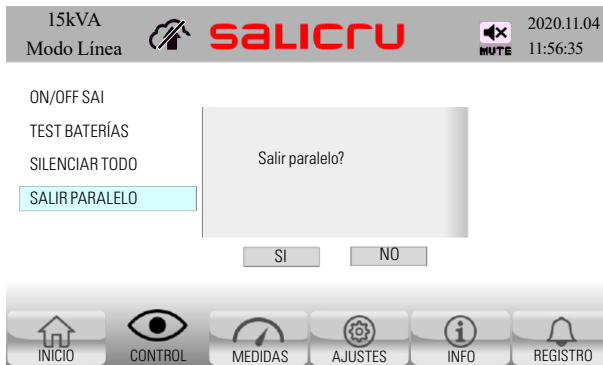 15kVA
Modo Línea
salicru
MUTE
2020.11.04
11:56:35
ON/OFF SAI
TEST BATERÍAS
SILENCIAR TODO
SALIR PARALELO
Salir paralelo?
SI
NO
INICIO
CONTROL
MEDIDAS
AJUSTES
INFO
REGISTRO